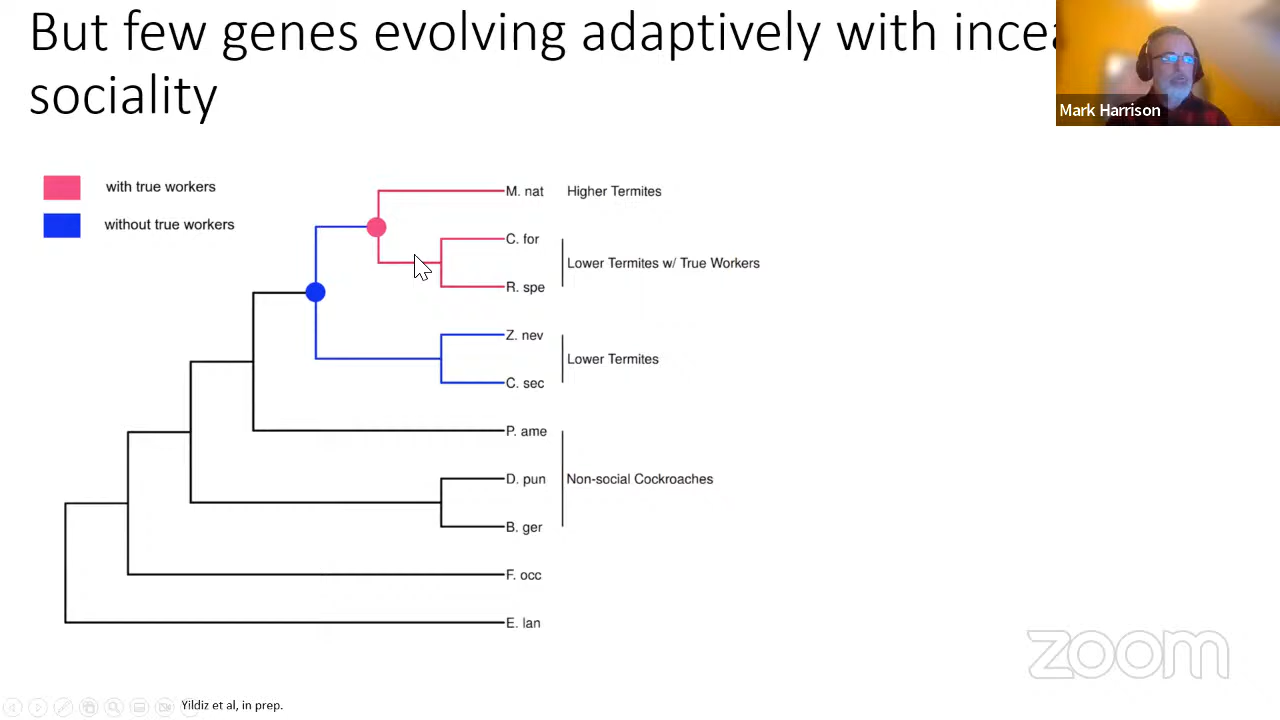 But few genes evolving adaptively with incea
sociality
Mark Harrison
with true workers
without true workers
M. nat Higher Termites
C. for
Lower Termites w/ True Workers
R. spe
Z. nev
Lower Termites
C. sec
P. ame
D. pun
Non-social Cockroaches
B. ger
F. occ
E. lan
zoom
Yildiz et al, in prep.